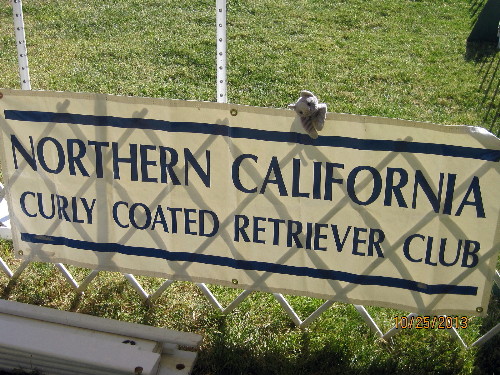 NORTHERN CALIFORNIA
CURLY COATED RETRIEVER CLUB
10/25/2013